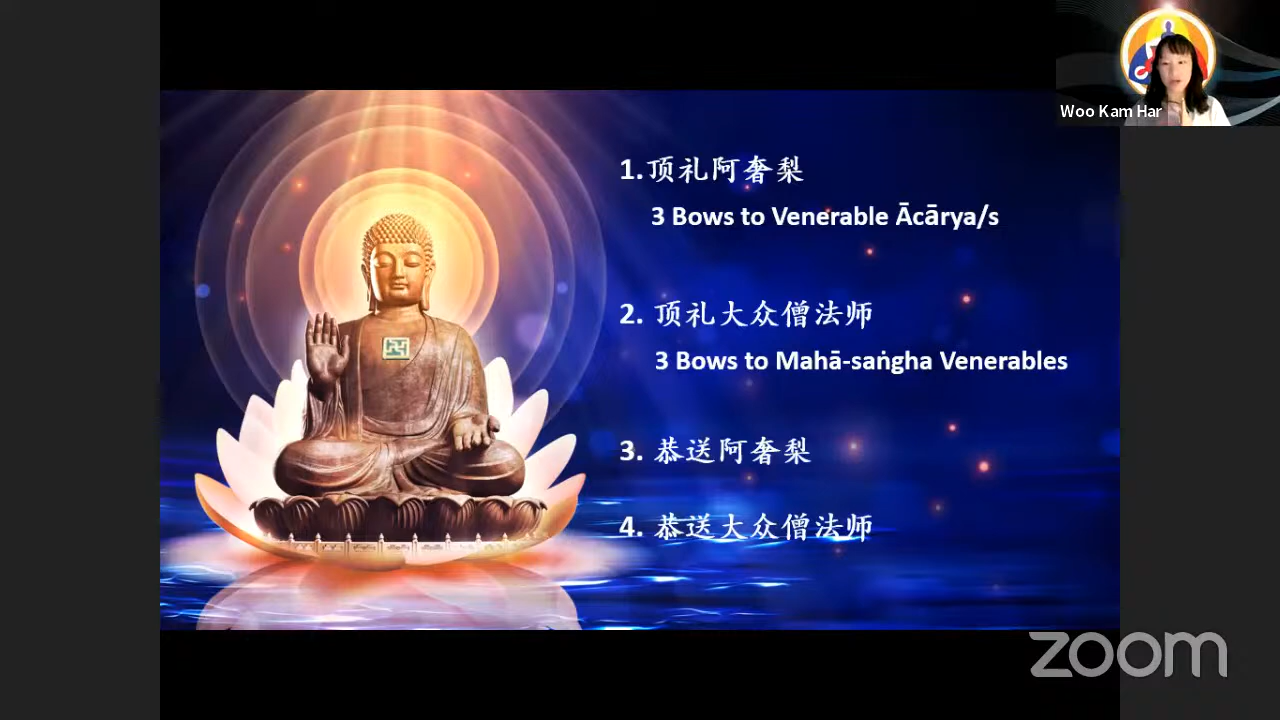 Woo Kam Har
1.顶礼阿奢梨
3 Bows to Venerable Ācārya/s
2. 顶礼大众僧法师
3 Bows to Mahā-saṅgha Venerables
3. 恭送阿奢梨
4. 恭送大众僧法师
zoom